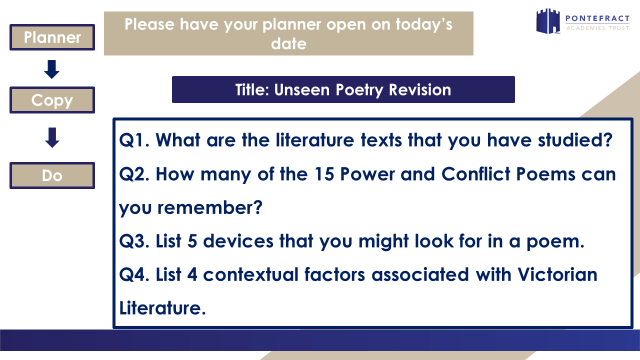 Planner
Please have your planner open on today's
date
PONTEFRACT
ACADEMIES TRUST
Copy
Title: Unseen Poetry Revision
Do
Q1. What are the literature texts that you have studied?
Q2. How many of the 15 Power and Conflict Poems can
you remember?
Q3. List 5 devices that you might look for in a poem.
Q4. List 4 contextual factors associated with Victorian
Literature.